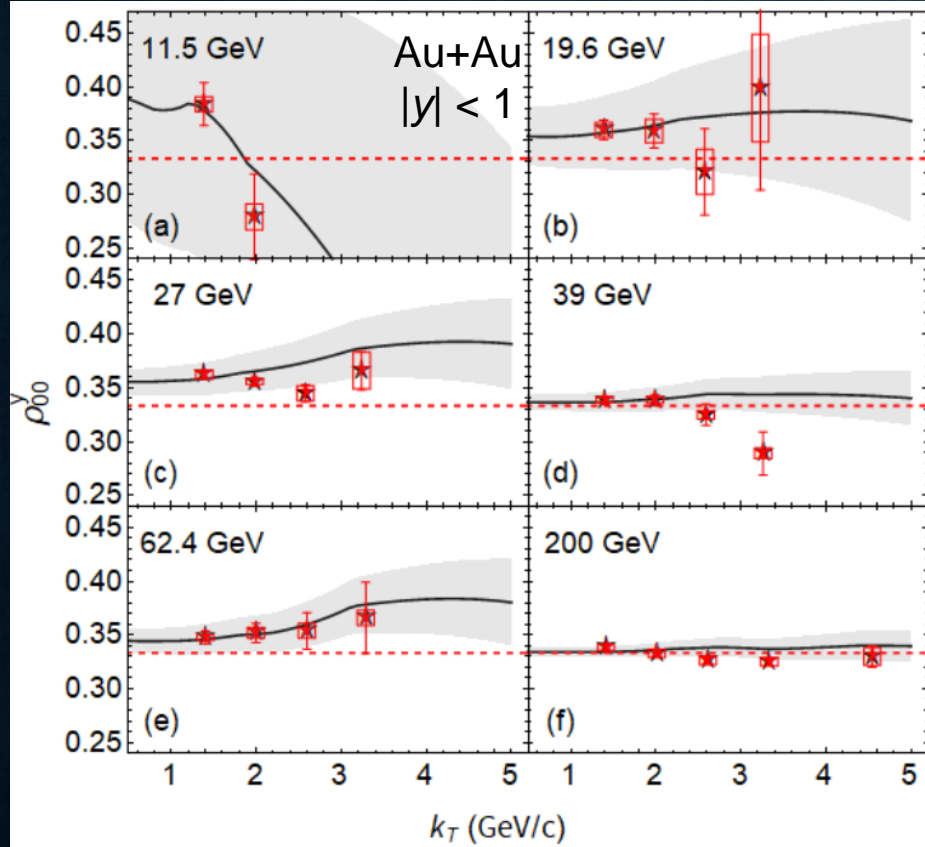 0.45
0.40
0.35
0.30
0.25
11.5 GeV
Au+Au
|y| < 1
(a)
19.6 GeV
(b)
0.45
0.40
0.35
0.30
0.25
27 GeV
(c)
39 GeV
(d)
ρ00^y
0.45
0.40
0.35
0.30
0.25
62.4 GeV
(e)
200 GeV
(f)
1 2 3 4 5 1 2 3 4 5
kT (GeV/c)